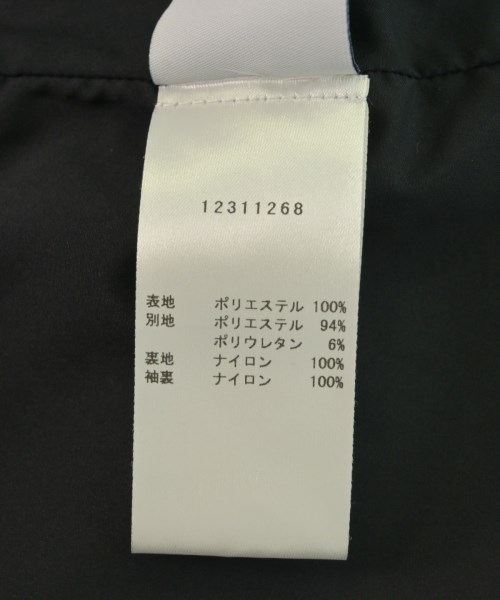 12311268
表地 ポリエステル 100%
別地 ポリエステル 94%
ポリウレタン 6%
裏地 ナイロン 100%
袖裏 ナイロン 100%